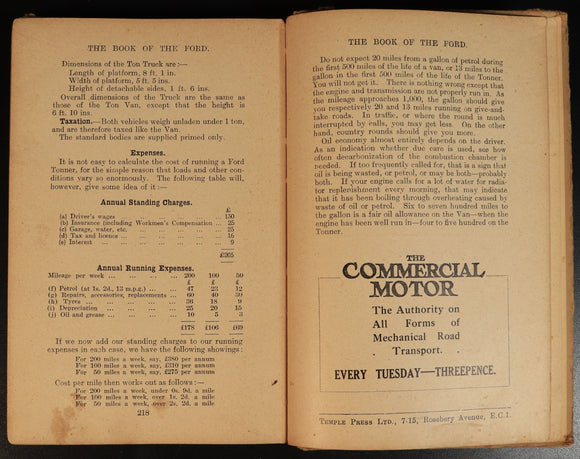 THE BOOK OF THE FORD.
Dimensions of the Ton Truck are :—
Length of platform, 8 ft. 1 in.
Width of platform, 5 ft. 5 ins.
Height of detachable sides, 1 ft. 6 ins.
Overall dimensions of the Truck are the same as
those of the Ton Van, except that the height is
6 ft. 10 ins.
Taxation.—Both vehicles weigh unladen under 1 ton,
and are therefore taxed like the Van.
The standard bodies are supplied primed only.
Expenses.
It is not easy to calculate the cost of running a Ford
Tonner, for the simple reason that loads and other con-
ditions vary so enormously. The following table will,
however, give some idea of it :—
Annual Standing Charges.
£
(a) Driver's wages ... ... ... ... ... 150
(b) Insurance (including Workmen's Compensation ... 25
(c) Garage, water, etc. ... ... ... ... 25
(d) Tax and licence ... ... ... ... ... 16
(e) Interest ... ... ... ... ... 9
£205
Annual Running Expenses.
Mileage per week ... ... ... ... 200 100 50
£ £ £
(f) Petrol (at 1s. 2d., 13 m.p.g.) ... ... 47 23 12
(g) Repairs, accessories, replacements ... 60 40 30
(h) Tyres ... ... ... ... ... 36 18 9
(i) Depreciation ... ... ... ... 25 20 15
(j) Oil and grease ... ... ... ... 10 5 3
£178 £106 £69
If we now add our standing charges to our running
expenses in each case, we have the following showings :
For 200 miles a week, say, £380 per annum
For 100 miles a week, say, £310 per annum
For 50 miles a week, say, £275 per annum
Cost per mile then works out as follows :—
For 200 miles a week, under 0s. 9d. a mile
For 100 miles a week, over 1s. 2d. a mile
For 50 miles a week, over 2s. 2d. a mile
218
THE BOOK OF THE FORD.
Do not expect 20 miles from a gallon of petrol during
the first 500 miles of the life of a van, or 13 miles to the
gallon in the first 500 miles of the life of the Tonner.
You will not get it. There is nothing wrong except that
the engine and transmission are not properly run in. As
the mileage approaches 1,000, the gallon should give
you respectively 20 and 13 miles running on give-and-
take roads. In traffic, or where the round is much
interrupted by calls, you may get less. On the other
hand, country rounds should give you more.
Oil economy almost entirely depends on the driver.
As an indication whether due care is used, see how
often decarbonization of the combustion chamber is
needed. If too frequently called for, that is a sign that
oil is being wasted, or petrol, or may be both—probably
both. If your engine calls for a lot of water for radia-
tor replenishment every morning, that may indicate
that it has been boiling through overheating caused by
waste of oil or petrol. Six to seven hundred miles to
the gallon is a fair oil allowance on the Van—when the
engine has been well run in—four to five hundred on the
Tonner.
THE
COMMERCIAL
MOTOR
The Authority on
All Forms of
Mechanical Road
Transport.
EVERY TUESDAY—THREEPENCE.
TEMPLE PRESS LTD., 7-15, Rosebery Avenue, E.C.1.